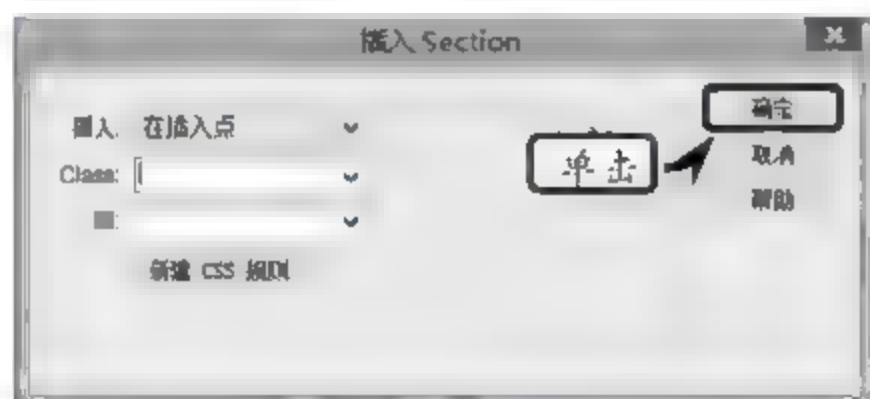 插入 Section
插入: 在插入点
Class:
新建 CSS 规则
单击
确定
取消
帮助